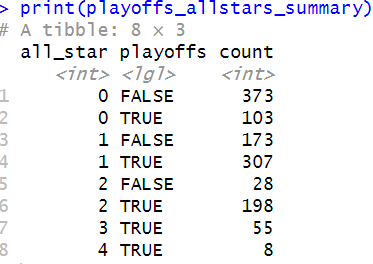 > print(playoffs_allstars_summary)
# A tibble: 8 × 3
all_star playoffs count
<int> <lgl> <int>
1 0 FALSE 373
2 0 TRUE 103
3 1 FALSE 173
4 1 TRUE 307
5 2 FALSE 28
6 2 TRUE 198
7 3 TRUE 55
8 4 TRUE 8